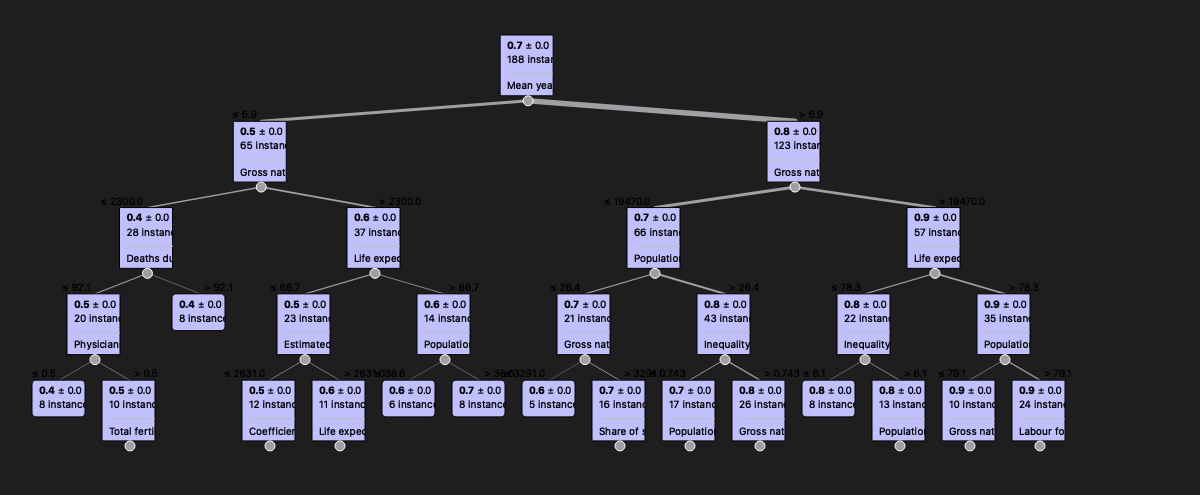 0.7 ± 0.0
188 instar
Mean yea
≤ 6.9
> 6.9
0.5 ± 0.0
65 instan
Gross nat
0.8 ± 0.0
123 instar
Gross nat
≤ 2300.0
> 2300.0
≤ 19470.0
> 19470.0
0.4 ± 0.0
28 instanc
Deaths du
0.6 ± 0.0
37 instanc
Life expec
0.7 ± 0.0
66 instanc
Population
0.9 ± 0.0
57 instanc
Life expec
≤ 92.1
> 92.1
≤ 66.7
> 66.7
≤ 26.4
> 26.4
≤ 78.3
> 78.3
0.5 ± 0.0
20 instanc
Physician
0.4 ± 0.0
8 instance
0.5 ± 0.0
23 instanc
Estimated
0.6 ± 0.0
14 instanc
Population
0.7 ± 0.0
21 instanc
Gross nat
0.8 ± 0.0
43 instanc
Inequality
0.8 ± 0.0
22 instanc
Inequality
0.9 ± 0.0
35 instanc
Population
≤ 0.5
> 0.5
≤ 2631.0
> 0.743
≤ 6.1
> 6.1
≤ 79.1
> 79.1
0.4 ± 0.0
8 instance
0.5 ± 0.0
10 instanc
Total ferti
0.5 ± 0.0
12 instanc
Coefficien
0.6 ± 0.0
11 instanc
Life expec
0.6 ± 0.0
6 instance
0.7 ± 0.0
8 instance
0.6 ± 0.0
5 instance
0.7 ± 0.0
16 instanc
Share of s
0.7 ± 0.0
17 instanc
Population
0.8 ± 0.0
26 instanc
Gross nat
0.8 ± 0.0
8 instance
0.8 ± 0.0
13 instanc
Population
0.9 ± 0.0
10 instanc
Gross nat
0.9 ± 0.0
24 instanc
Labour fo